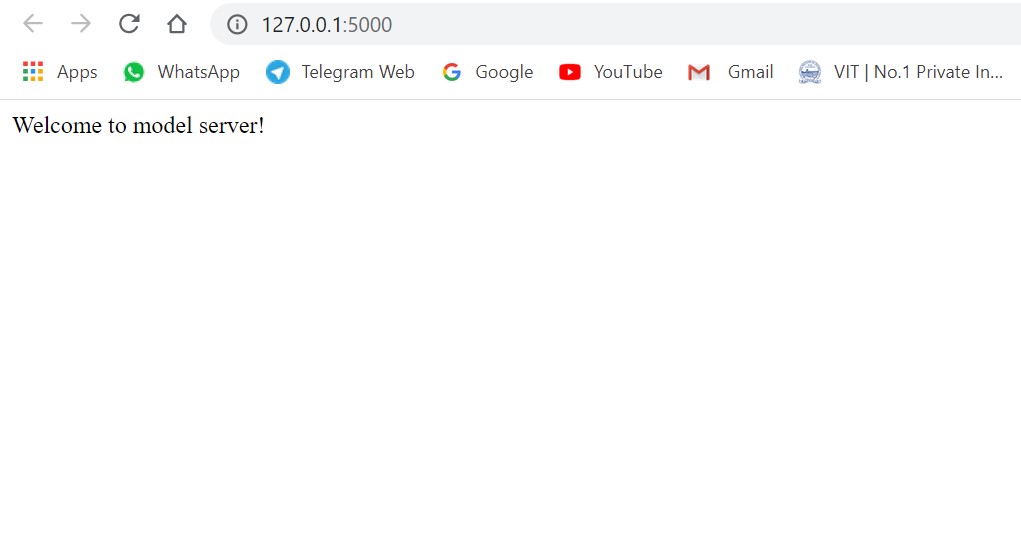 127.0.0.1:5000
Apps WhatsApp Telegram Web Google YouTube Gmail VIT | No.1 Private In...
Welcome to model server!